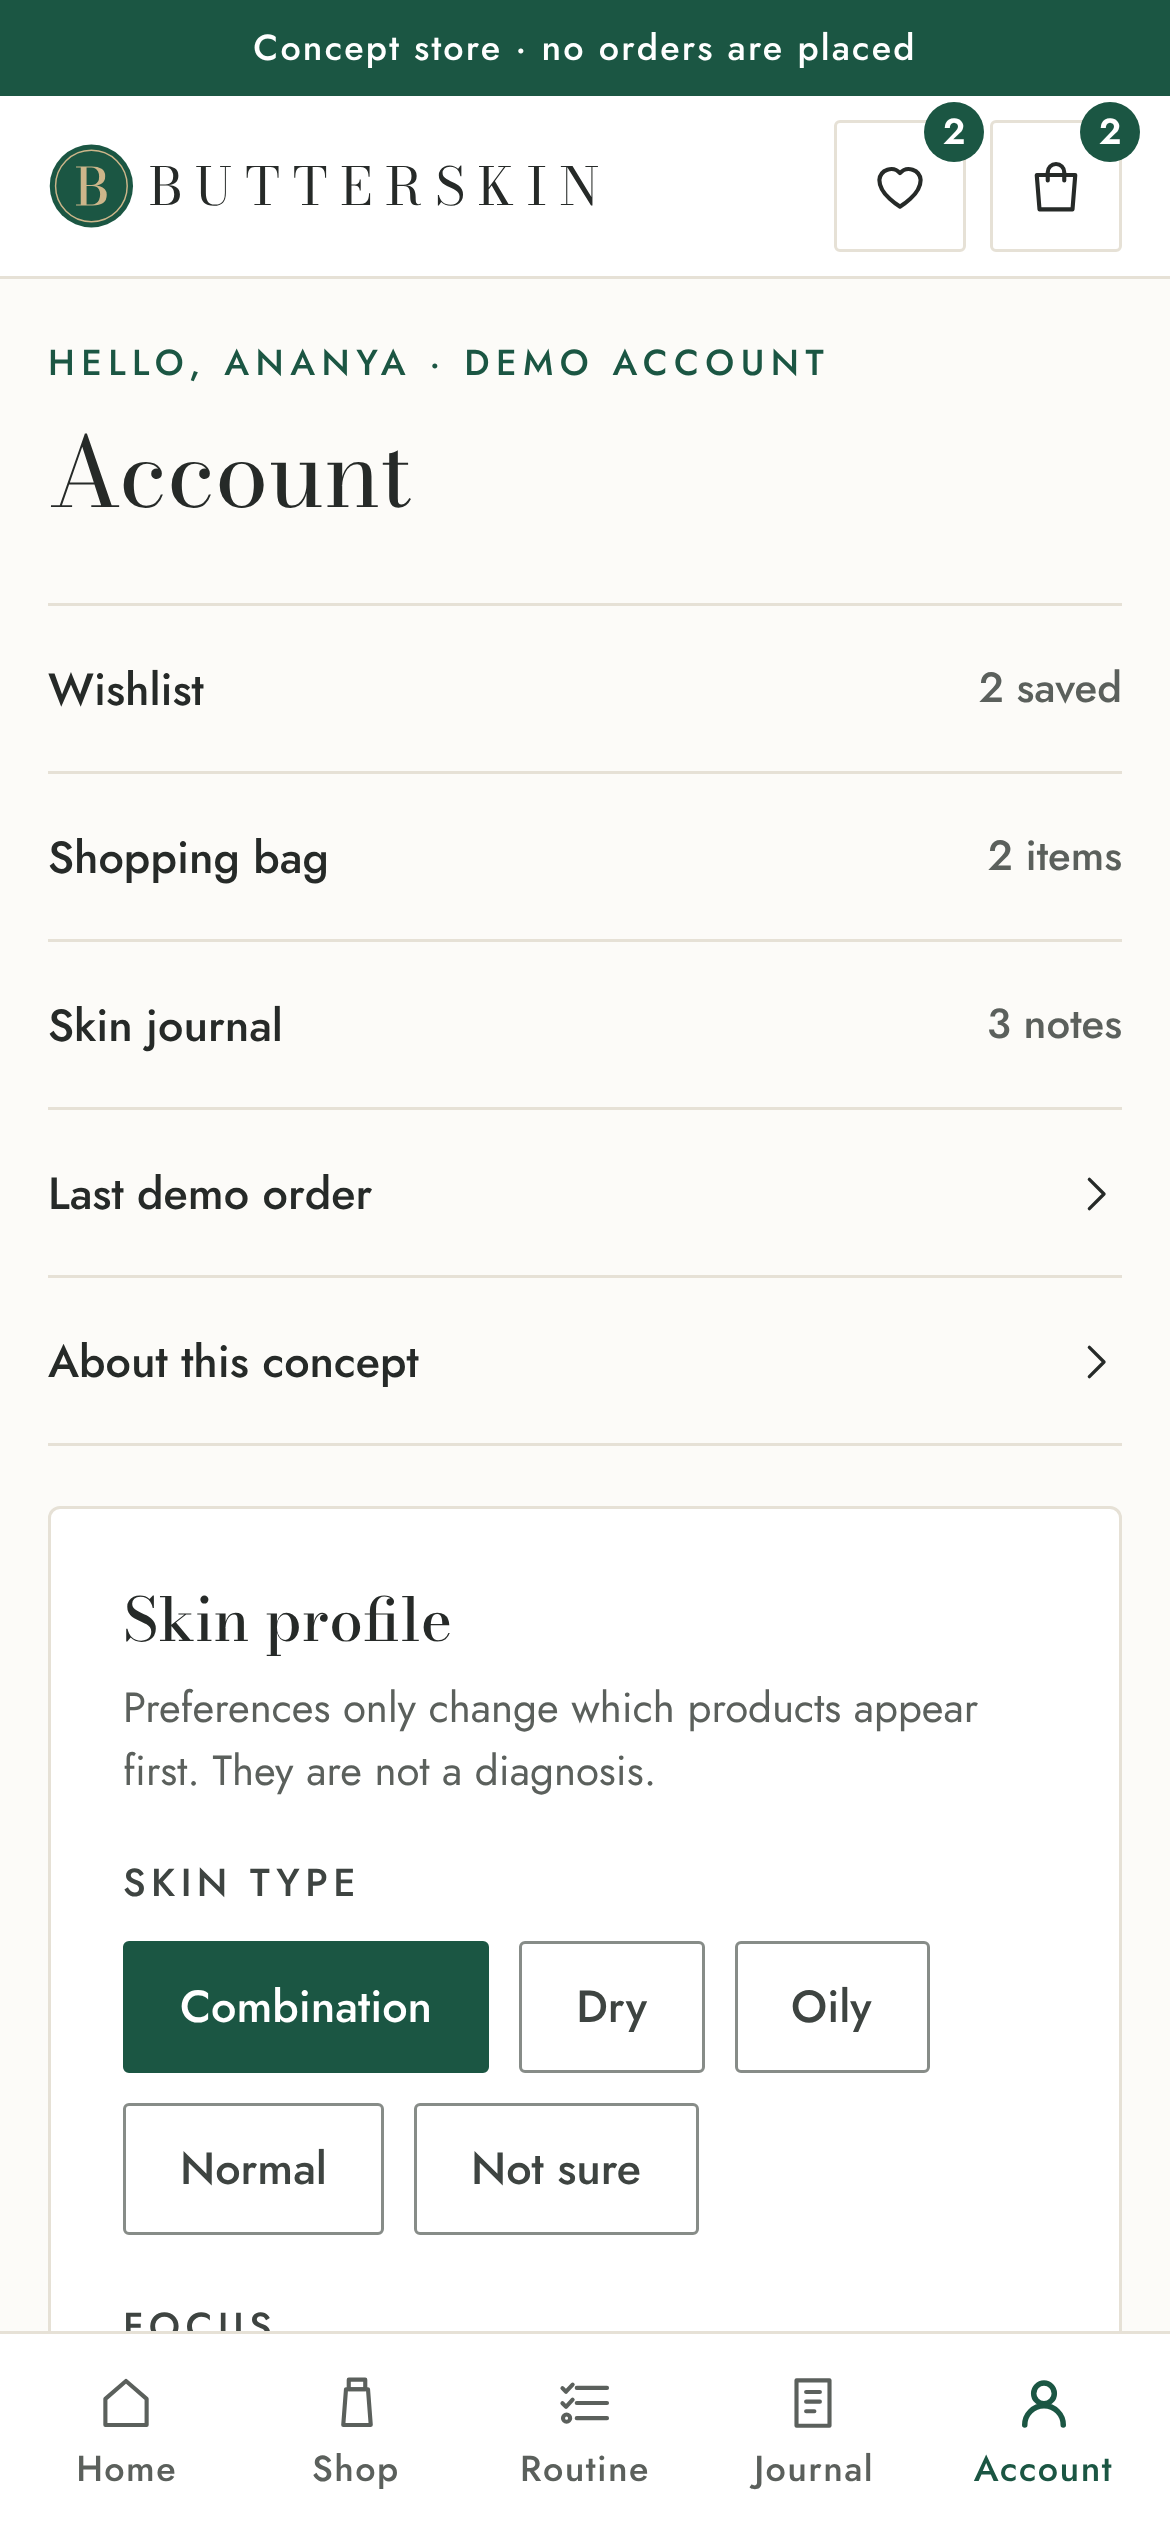 Concept store · no orders are placed
B BUTTERSKIN
2
2
HELLO, ANANYA · DEMO ACCOUNT
Account
Wishlist
2 saved
Shopping bag
2 items
Skin journal
3 notes
Last demo order
About this concept
Skin profile
Preferences only change which products appear
first. They are not a diagnosis.
SKIN TYPE
Combination
Dry
Oily
Normal
Not sure
FOCUS
Home
Shop
Routine
Journal
Account